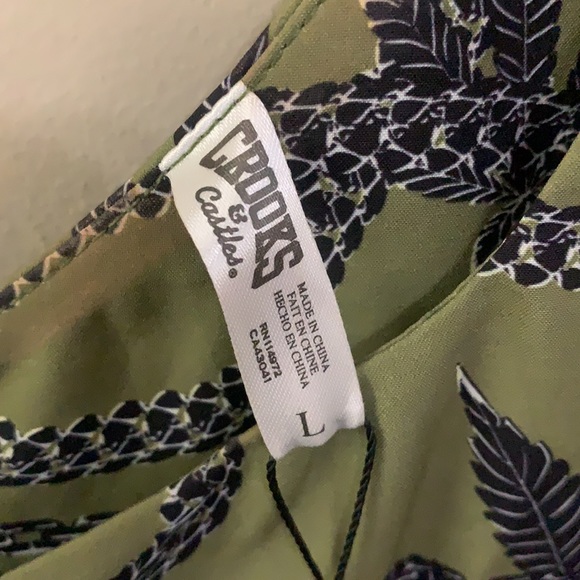 CROOKS
&
Castles®
MADE IN CHINA
FAIT EN CHINE
HECHO EN CHINA
RN114972
CA43041
L